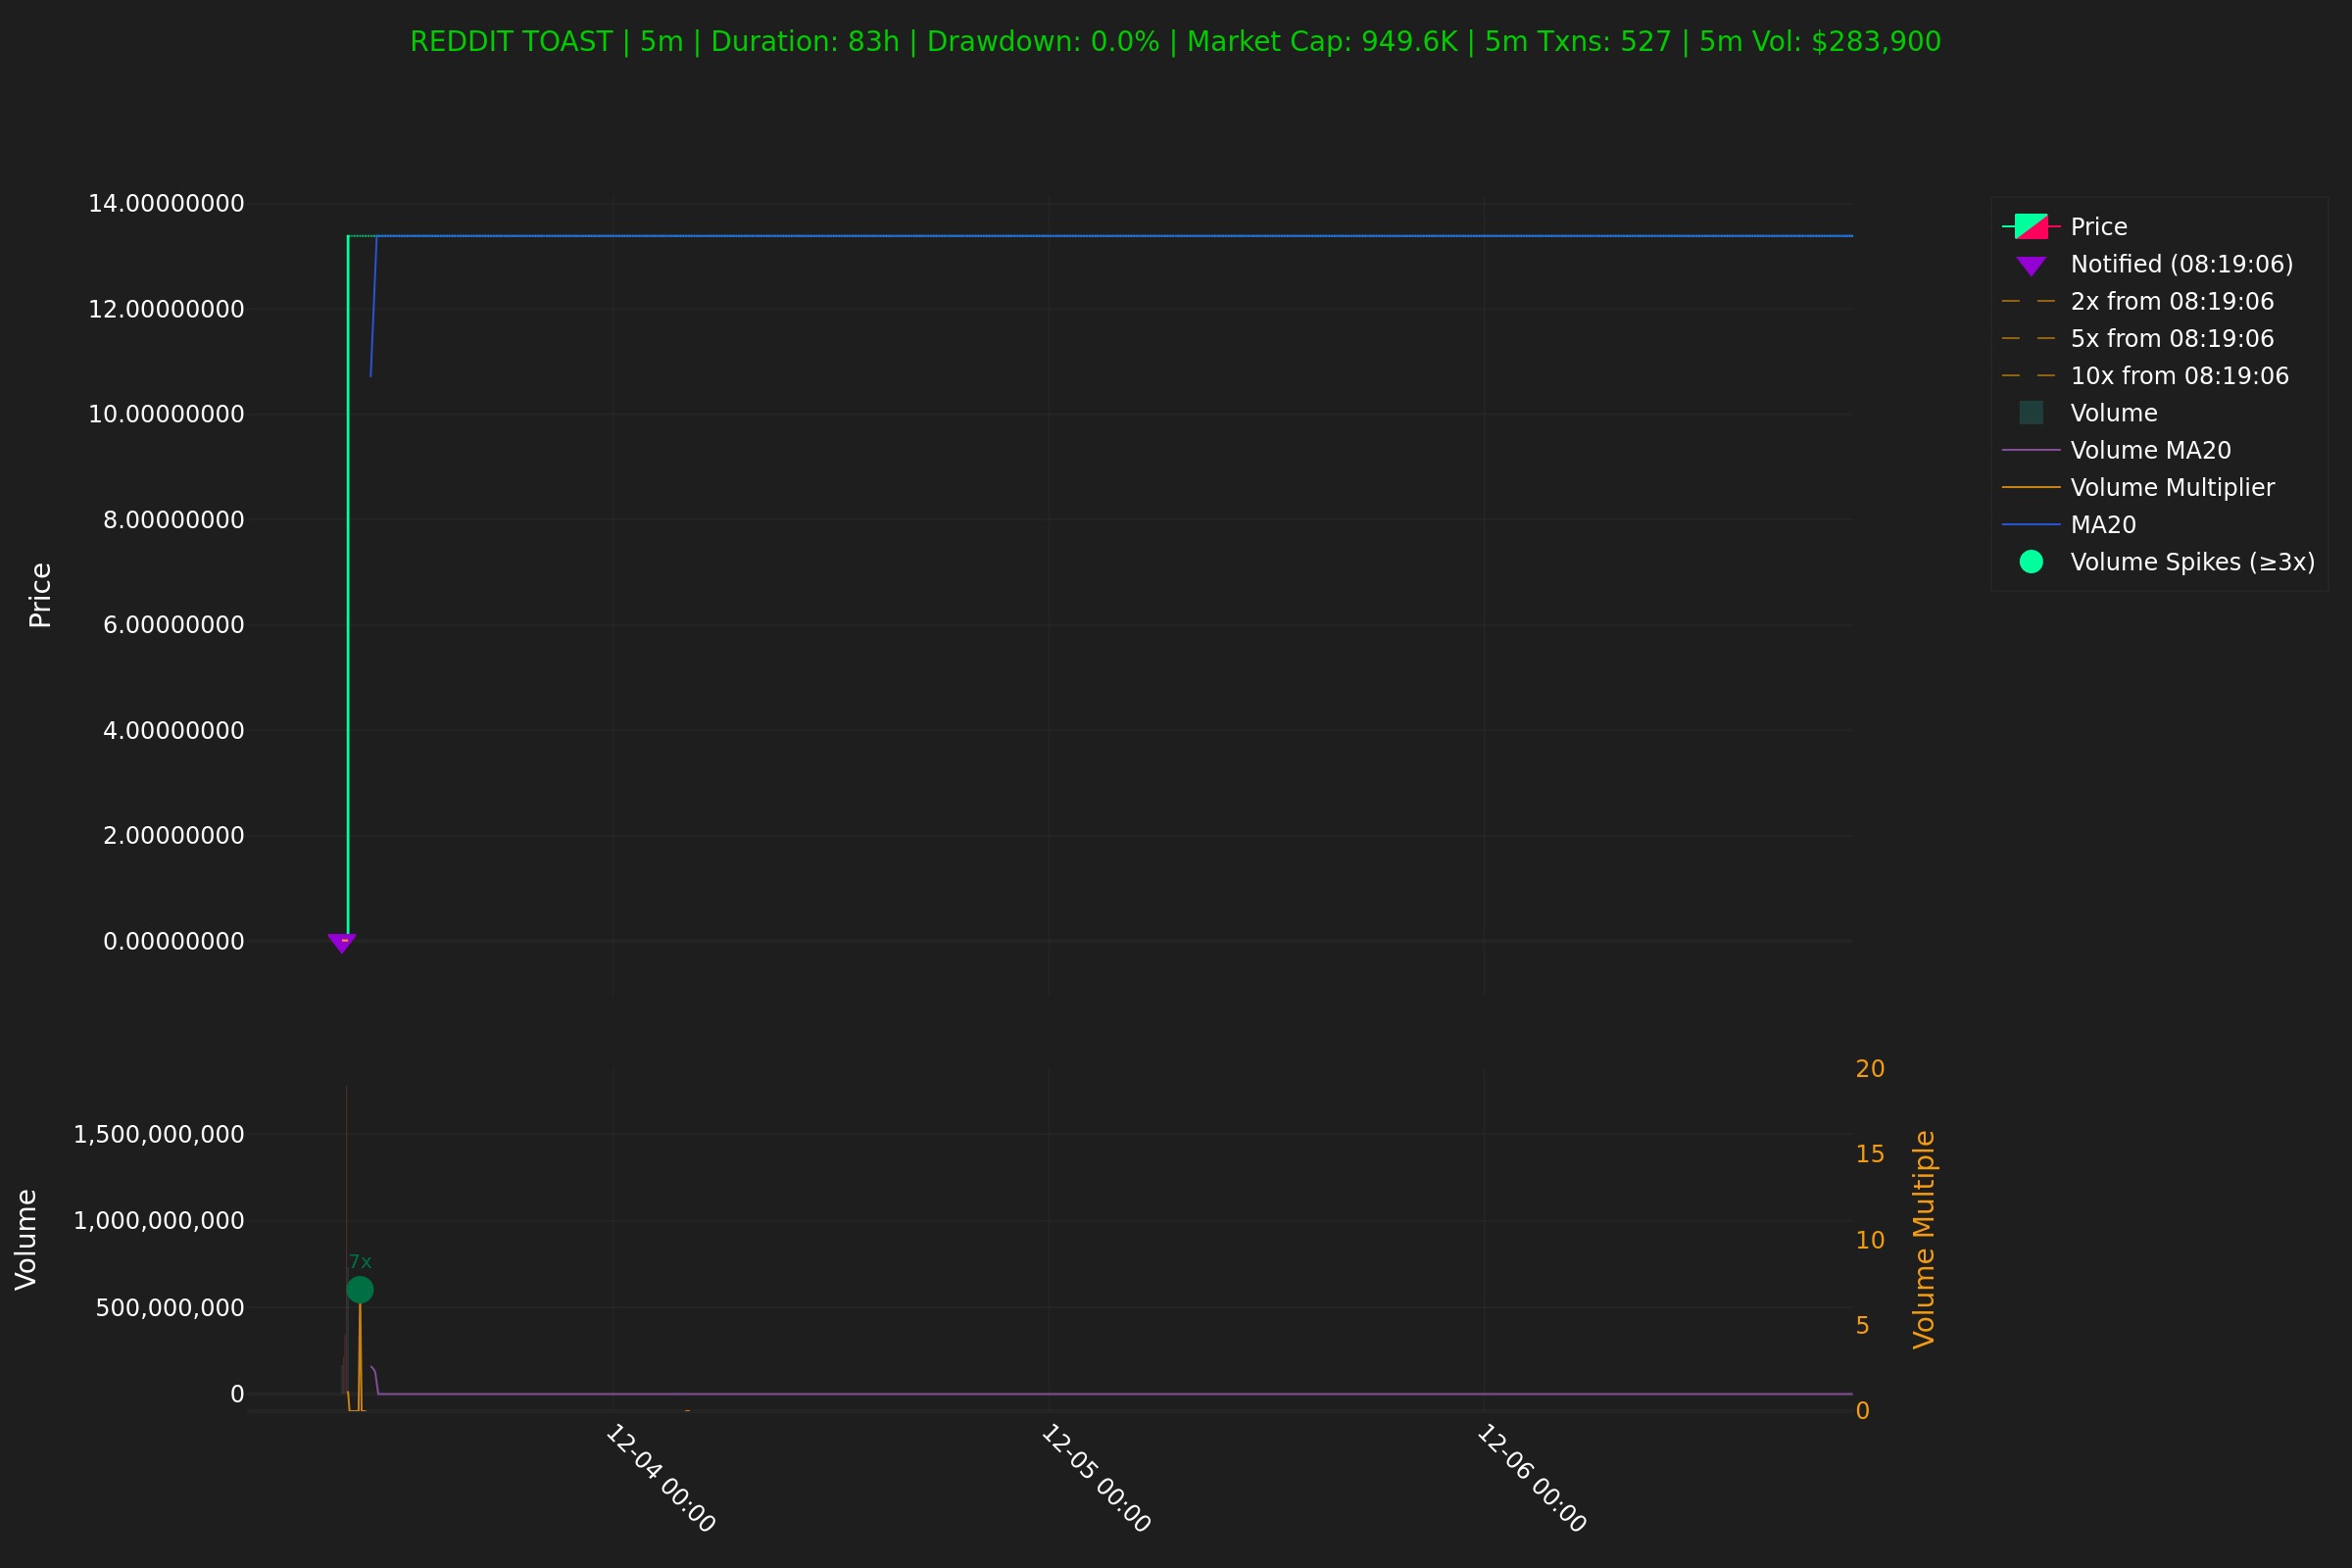 REDDIT TOAST | 5m | Duration: 83h | Drawdown: 0.0% | Market Cap: 949.6K | 5m Txns: 527 | 5m Vol: $283,900
14.00000000
12.00000000
10.00000000
8.00000000
6.00000000
4.00000000
2.00000000
0.00000000
Price
Price
Notified (08:19:06)
2x from 08:19:06
5x from 08:19:06
10x from 08:19:06
Volume
Volume MA20
Volume Multiplier
MA20
Volume Spikes (≥3x)
1,500,000,000
1,000,000,000
500,000,000
0
Volume
7x
20
15
10
5
0
Volume Multiple
12-04 00:00
12-05 00:00
12-06 00:00